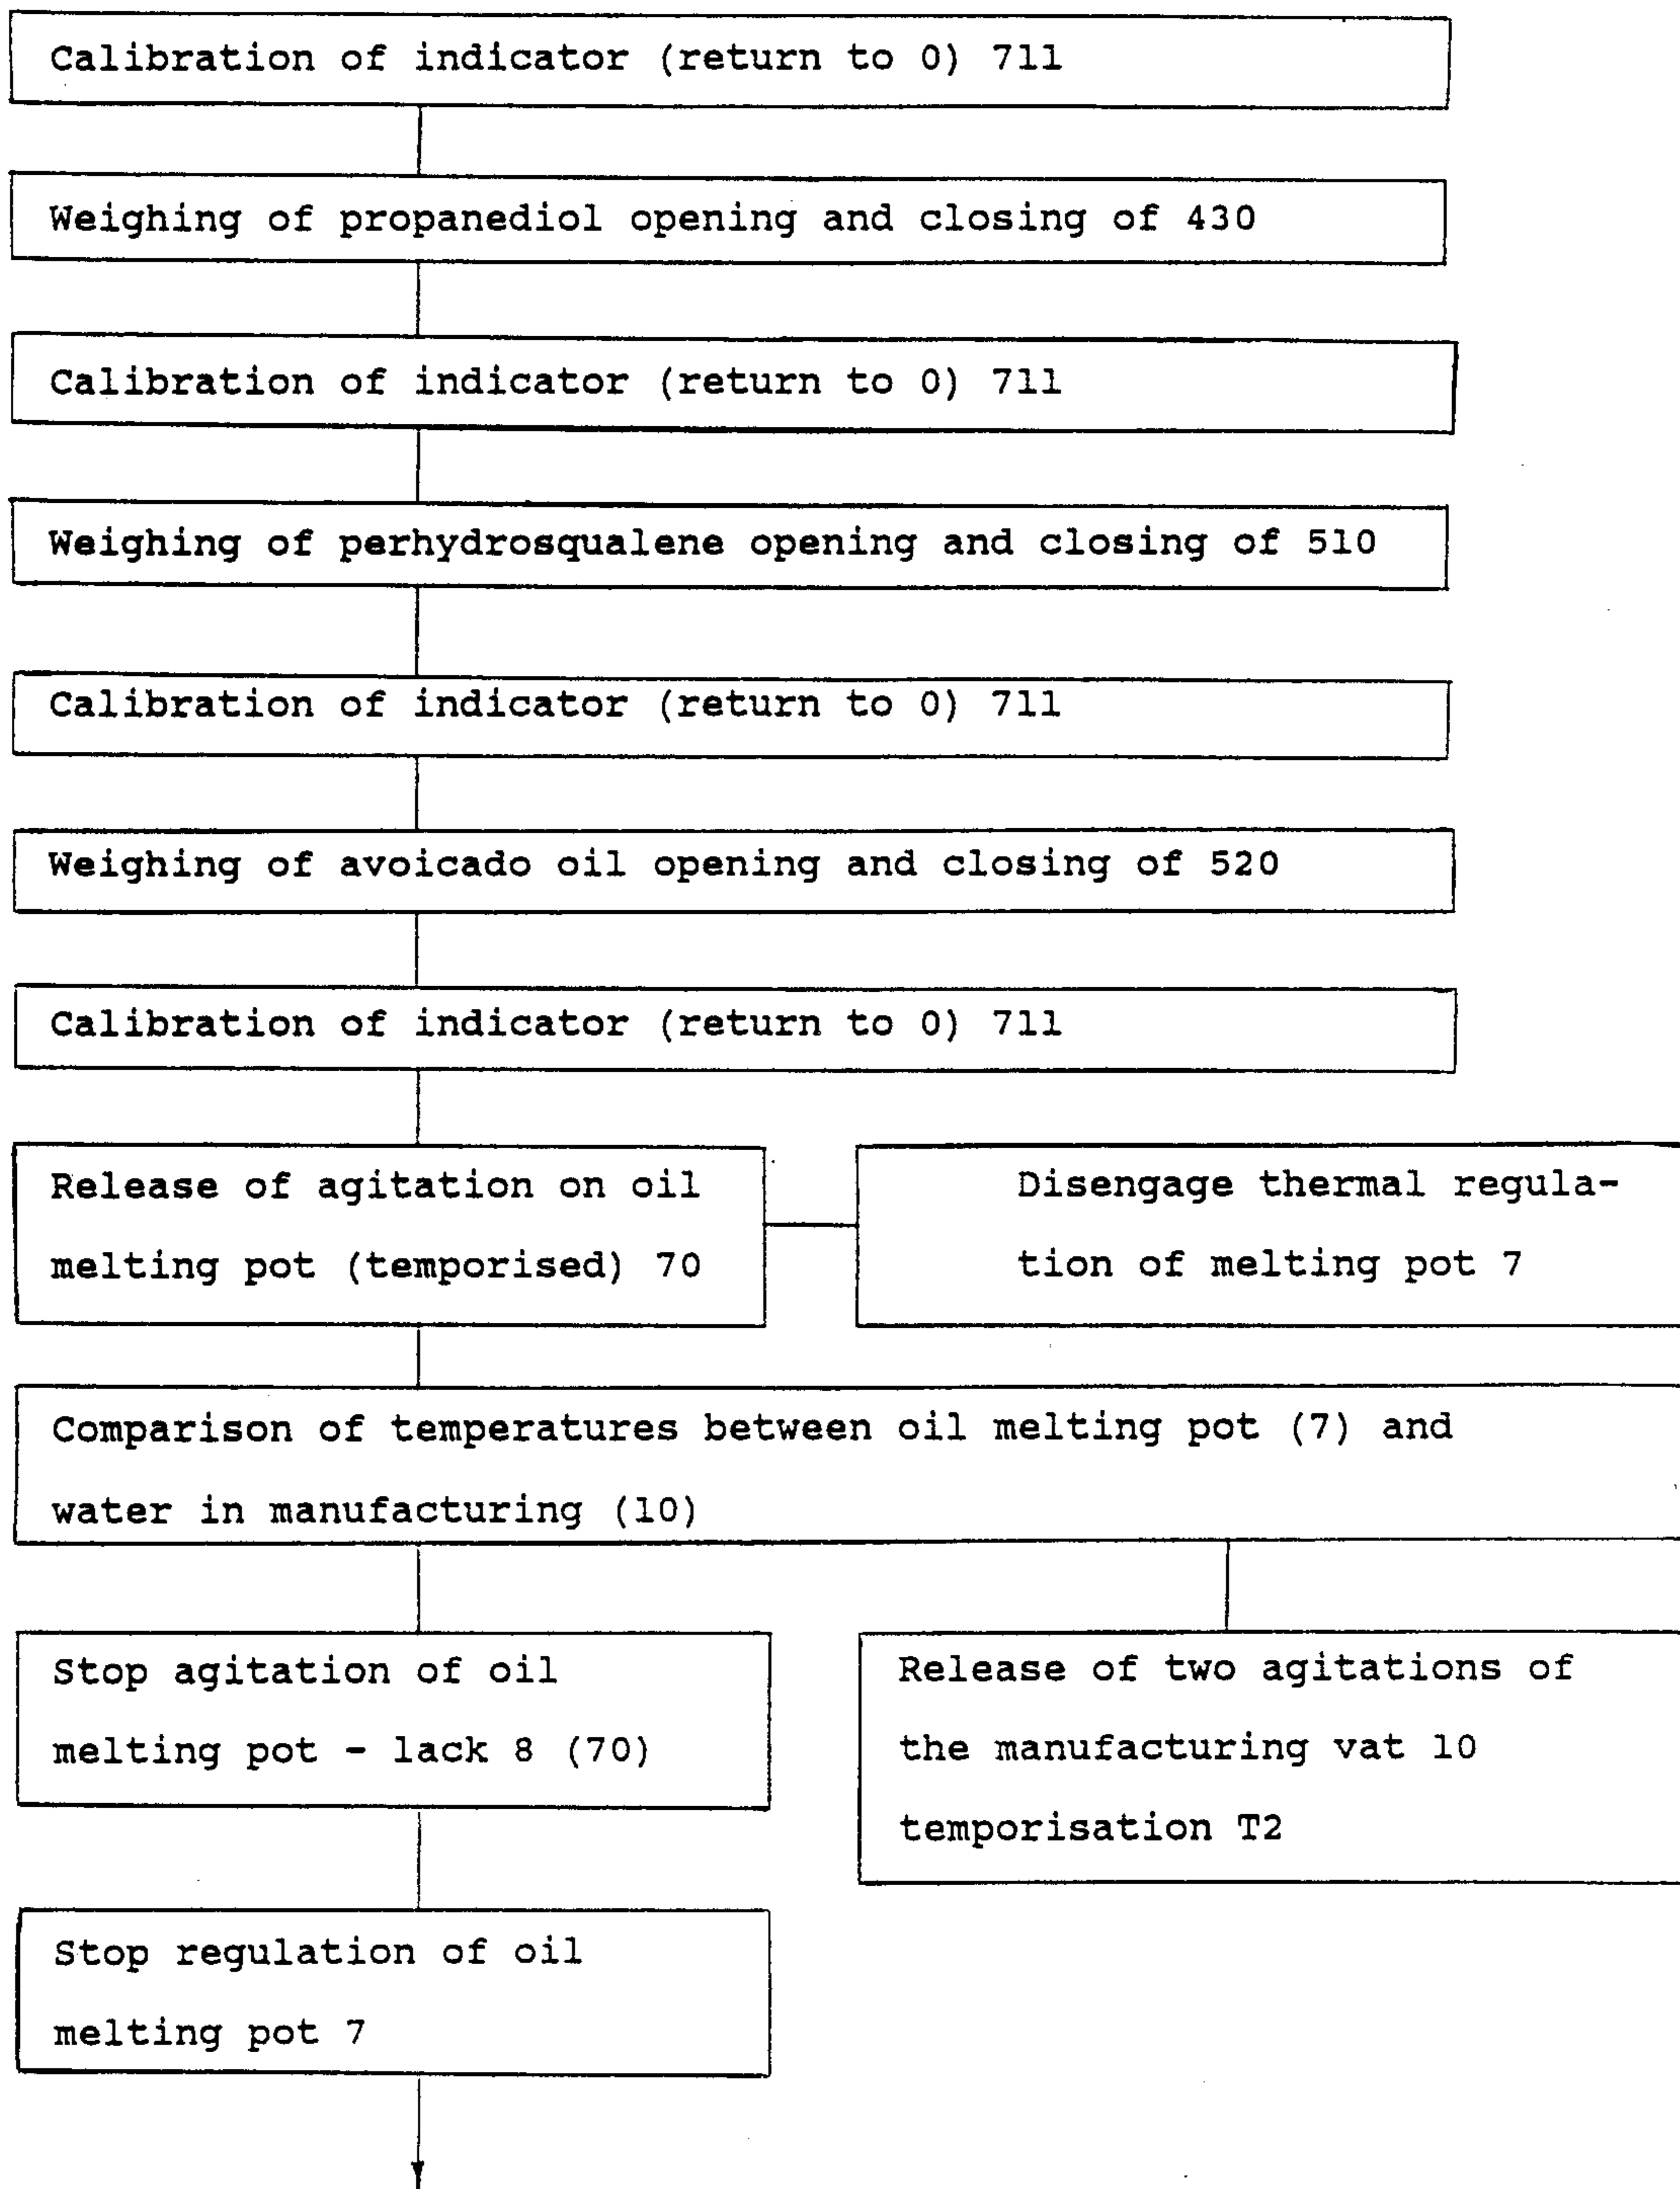 Calibration of indicator (return to 0) 711
Weighing of propanediol opening and closing of 430
Calibration of indicator (return to 0) 711
Weighing of perhydrosqualene opening and closing of 510
Calibration of indicator (return to 0) 711
Weighing of avoicado oil opening and closing of 520
Calibration of indicator (return to 0) 711
Release of agitation on oil
melting pot (temporised) 70
Disengage thermal regula-
tion of melting pot 7
Comparison of temperatures between oil melting pot (7) and
water in manufacturing (10)
Stop agitation of oil
melting pot - lack 8 (70)
Release of two agitations of
the manufacturing vat 10
temporisation T2
Stop regulation of oil
melting pot 7